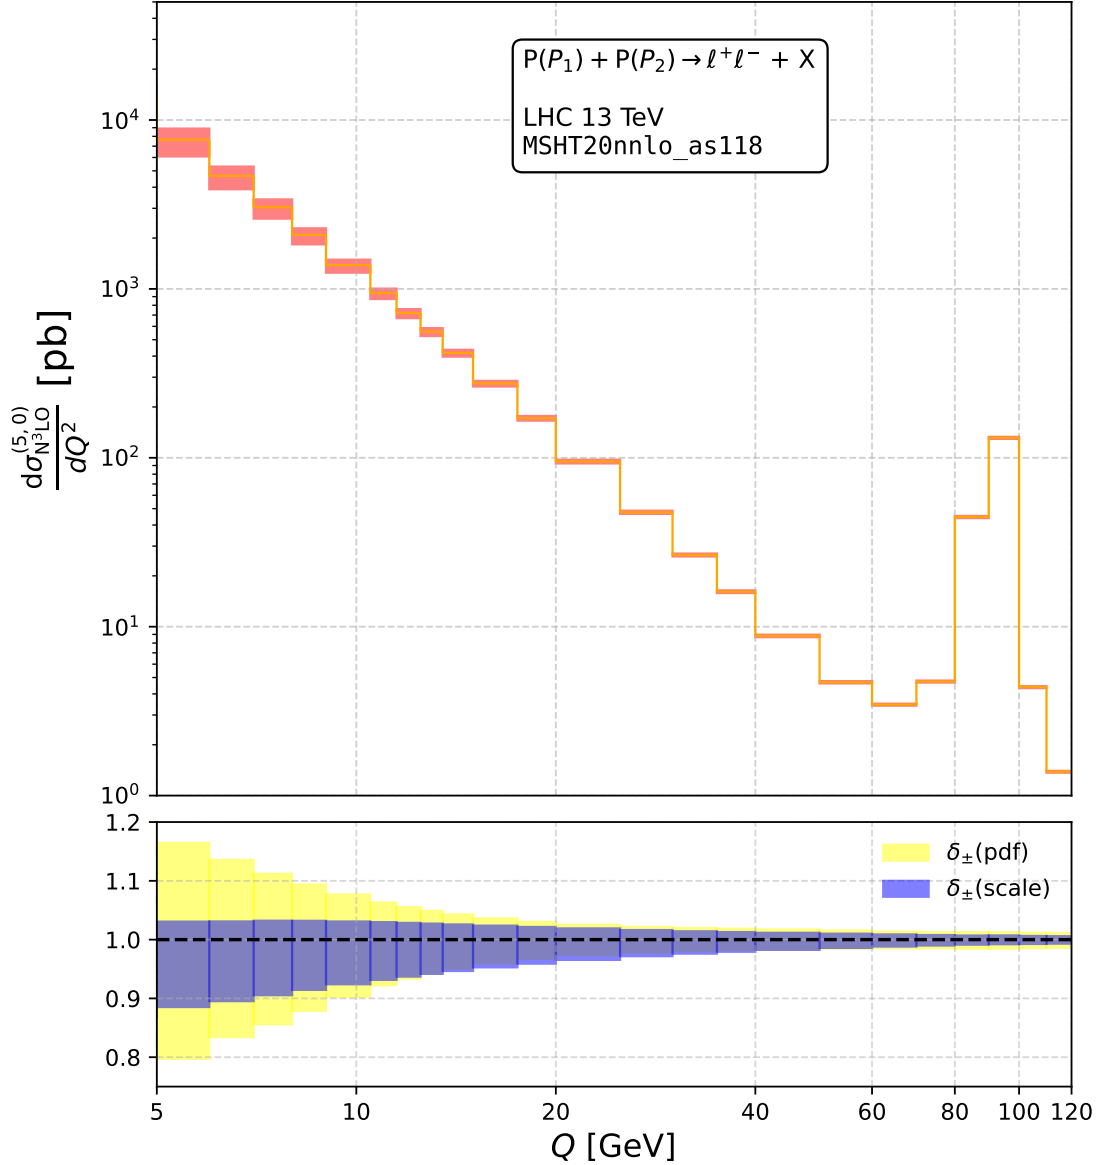 P(P₁) + P(P₂) → ℓ⁺ℓ⁻ + X
LHC 13 TeV
MSHT20nnlo_as118
dσ^(5,0)_N³LO / dQ² [pb]
10⁴
10³
10²
10¹
10⁰
1.2
1.1
1.0
0.9
0.8
δ±(pdf)
δ±(scale)
5 10 20 40 60 80 100 120
Q [GeV]